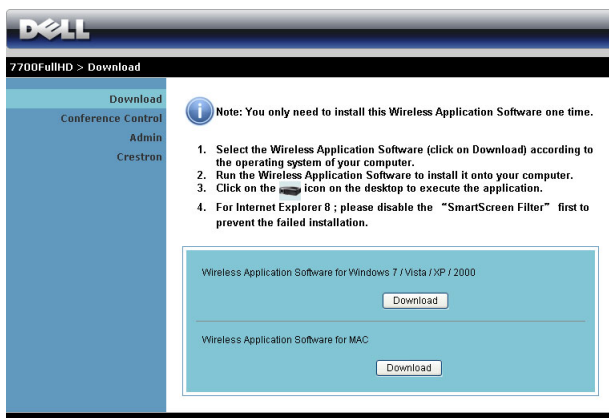 DELL
7700FullHD > Download
Download
Conference Control
Admin
Crestron
Note: You only need to install this Wireless Application Software one time.
1. Select the Wireless Application Software (click on Download) according to
the operating system of your computer.
2. Run the Wireless Application Software to install it onto your computer.
3. Click on the icon on the desktop to execute the application.
4. For Internet Explorer 8 ; please disable the “SmartScreen Filter” first to
prevent the failed installation.
Wireless Application Software for Windows 7 / Vista / XP / 2000
Download
Wireless Application Software for MAC
Download